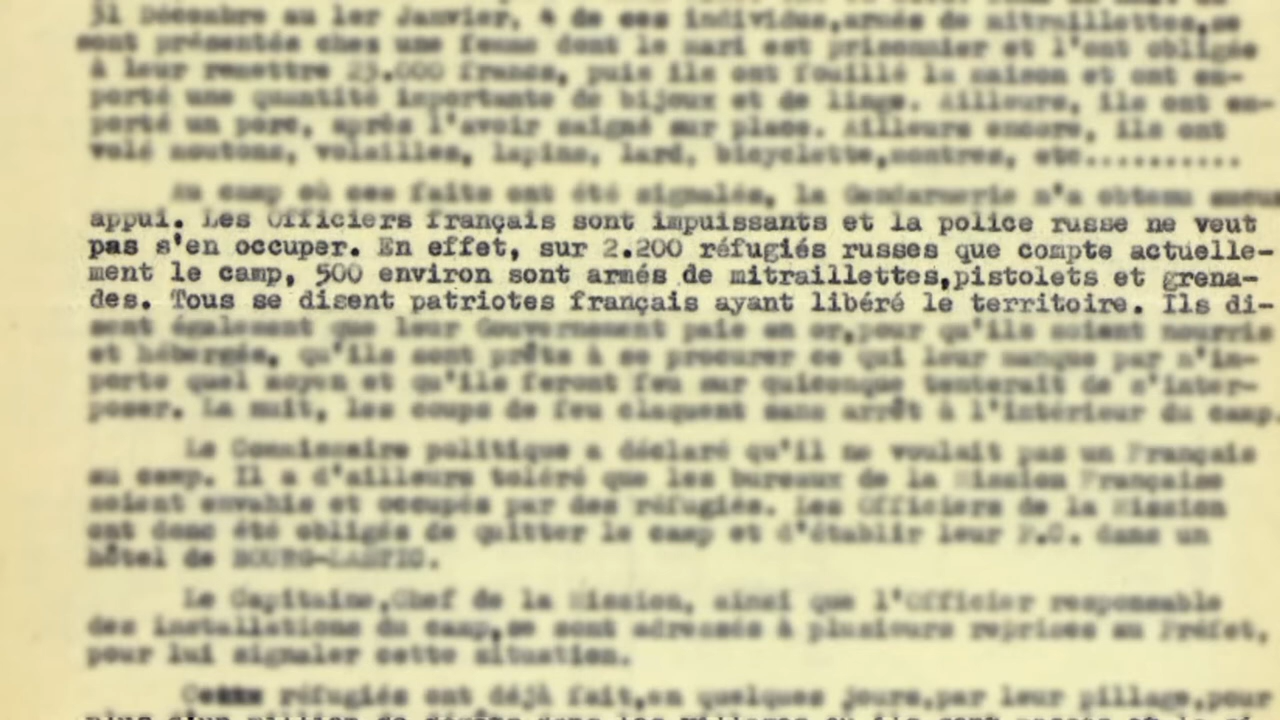 31 Décembre au 1er Janvier, 4 de ces individus,armés de mitraillettes,se
sont présentés chez une femme dont le mari est prisonnier et l'ont obligée
à leur remettre 23.000 francs, puis ils ont fouillé la maison et ont em-
porté une quantité importante de bijoux et de linge. Ailleurs, ils ont em-
porté un porc, après l'avoir saigné sur place. Ailleurs encore, ils ont
volé moutons, volailles, lapins, lard, bicyclette,montres, etc..........
Au camp où ces faits ont été signalés, la Gendarmerie n'a obtenu aucun
appui. Les Officiers français sont impuissants et la police russe ne veut
pas s'en occuper. En effet, sur 2.200 réfugiés russes que compte actuelle-
ment le camp, 500 environ sont armés de mitraillettes,pistolets et grena-
des. Tous se disent patriotes français ayant libéré le territoire. Ils di-
sent également que leur Gouvernement paie en or,pour qu'ils soient nourris
et hébergés, qu'ils sont prêts à se procurer ce qui leur manque par n'im-
porte quel moyen et qu'ils feront feu sur quiconque tenterait de s'inter-
poser. La nuit, les coups de feu claquent sans arrêt à l'intérieur du camp.
Le Commissaire politique a déclaré qu'il ne voulait pas un Français
au camp. Il a d'ailleurs toléré que les bureaux de la Mission Française
soient envahis et occupés par des réfugiés. Les Officiers de la Mission
ont donc été obligés de quitter le camp et d'établir leur P.C. dans un
hôtel de BOURG-LASTIC.
Le Capitaine,Chef de la Mission, ainsi que l'Officier responsable
des installations du camp,se sont adressés à plusieurs reprises au Préfet,
pour lui signaler cette situation.
réfugiés ont déjà fait,en quelques jours,par leur pillage,pour